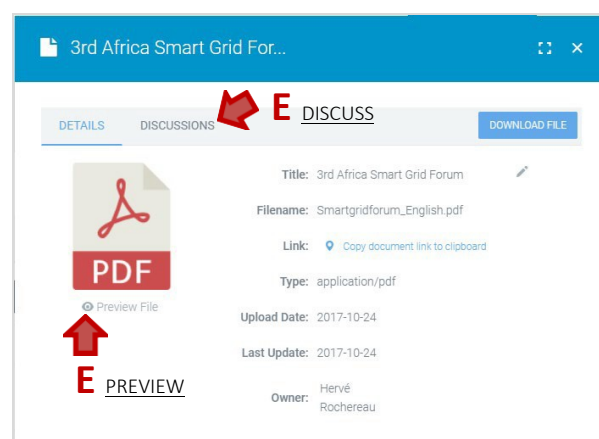 3rd Africa Smart Grid For...
DETAILS DISCUSSIONS E DISCUSS DOWNLOAD FILE
Title: 3rd Africa Smart Grid Forum
Filename: Smartgridforum_English.pdf
Link: Copy document link to clipboard
PDF
Type: application/pdf
Preview File
Upload Date: 2017-10-24
Last Update: 2017-10-24
E PREVIEW
Owner: Hervé
Rochereau